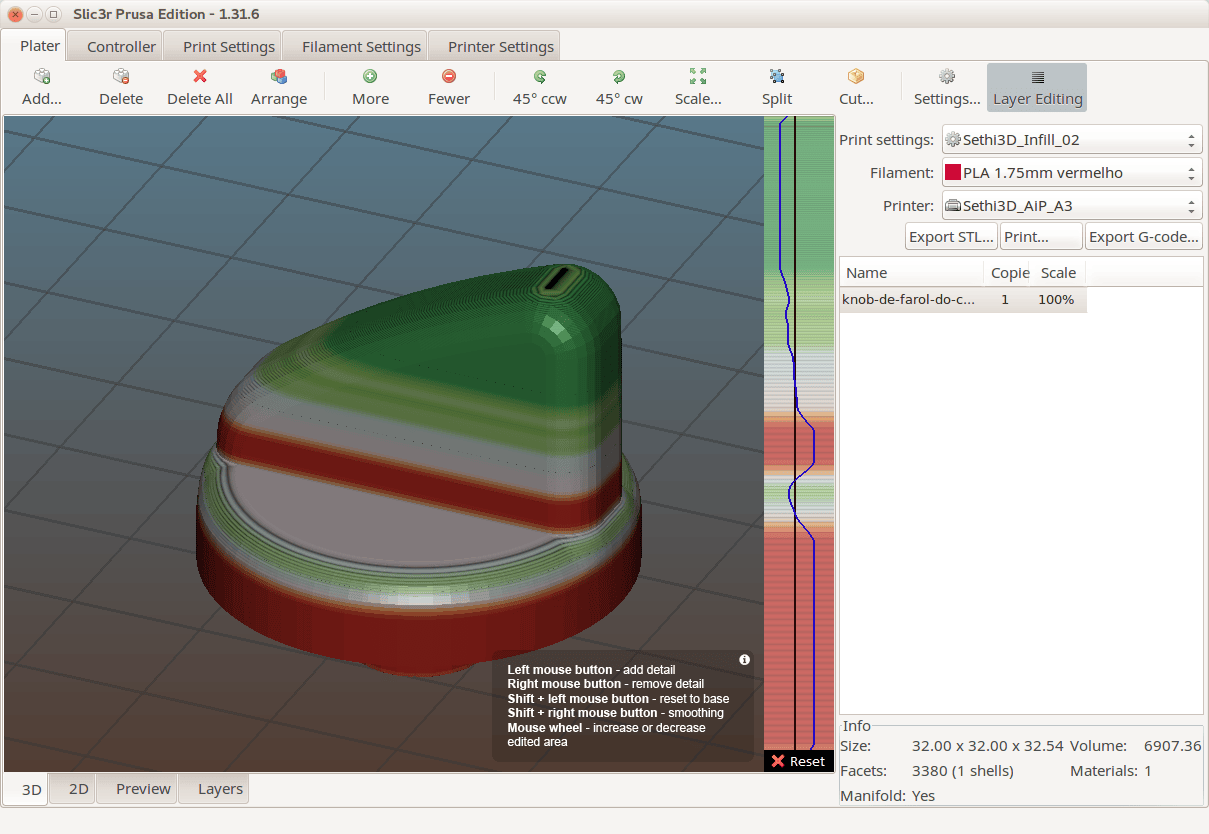 Slic3r Prusa Edition - 1.31.6
Plater Controller Print Settings Filament Settings Printer Settings
Add... Delete Delete All Arrange More Fewer 45° ccw 45° cw Scale... Split Cut... Settings... Layer Editing
Print settings: Sethi3D_Infill_02
Filament: PLA 1.75mm vermelho
Printer: Sethi3D_AiP_A3
Export STL... Print... Export G-code...
Name Copie Scale
knob-de-farol-do-c... 1 100%
Left mouse button - add detail
Right mouse button - remove detail
Shift + left mouse button - reset to base
Shift + right mouse button - smoothing
Mouse wheel - increase or decrease
edited area
Reset
Info
Size: 32.00 x 32.00 x 32.54 Volume: 6907.36
Facets: 3380 (1 shells) Materials: 1
Manifold: Yes
3D 2D Preview Layers